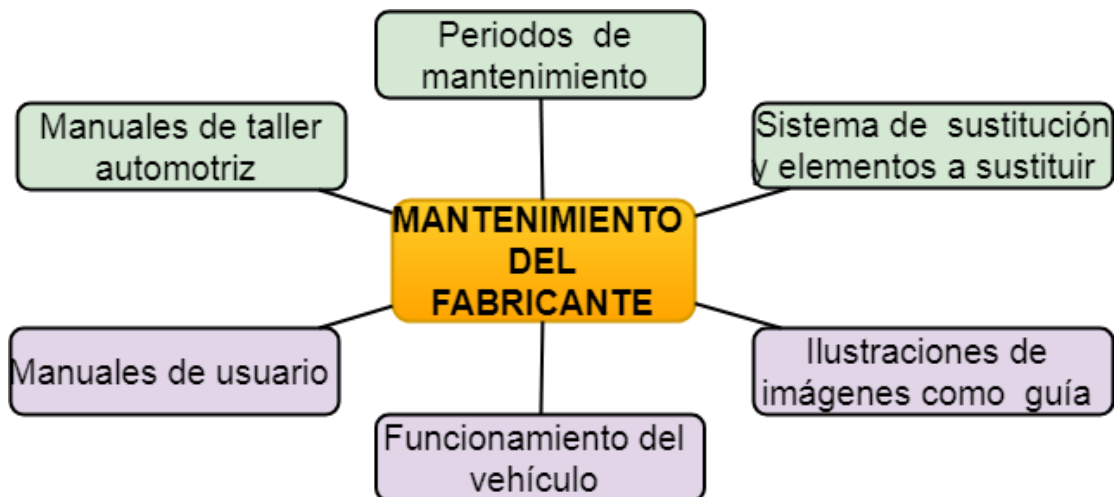 Periodos de
mantenimiento
Manuales de taller
automotriz
Sistema de sustitución
y elementos a sustituir
MANTENIMIENTO
DEL
FABRICANTE
Manuales de usuario
Ilustraciones de
imágenes como guía
Funcionamiento del
vehículo